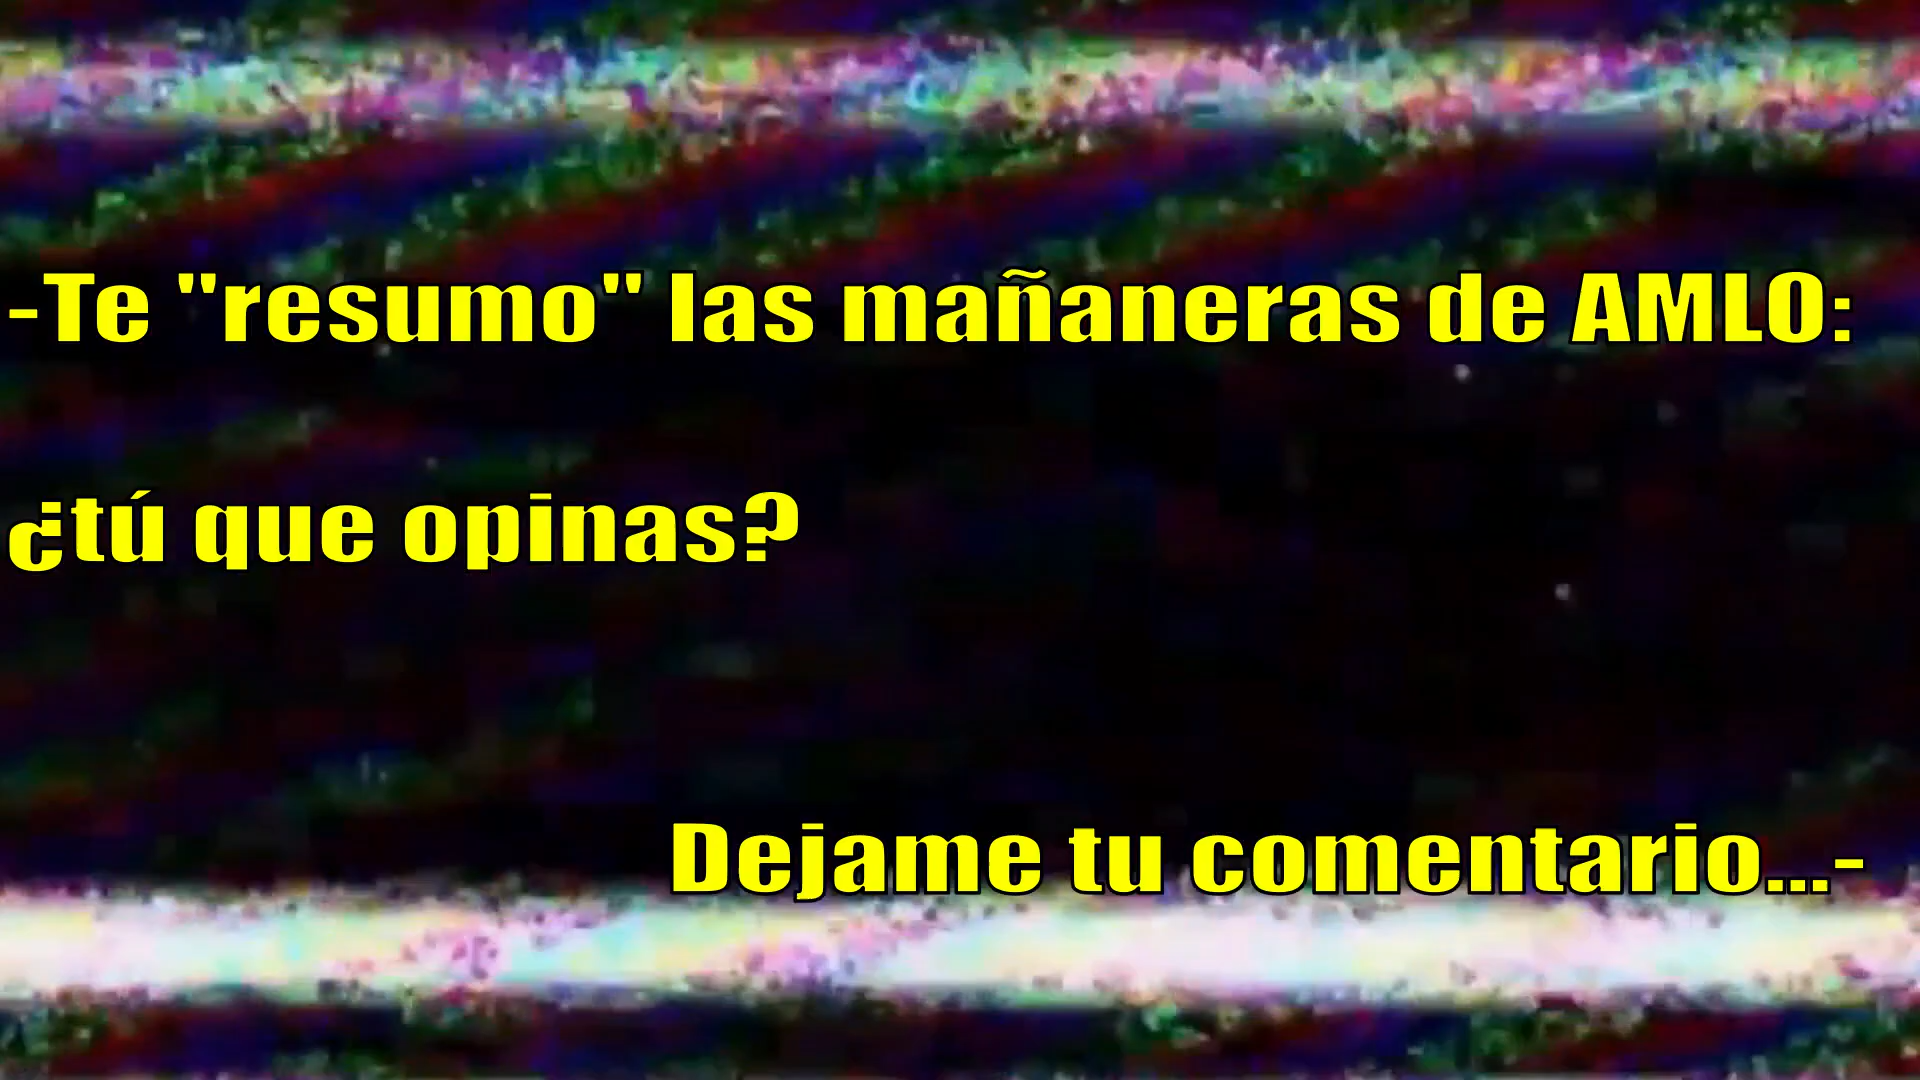 -Te "resumo" las mañaneras de AMLO:
¿tú que opinas?
Dejame tu comentario...-